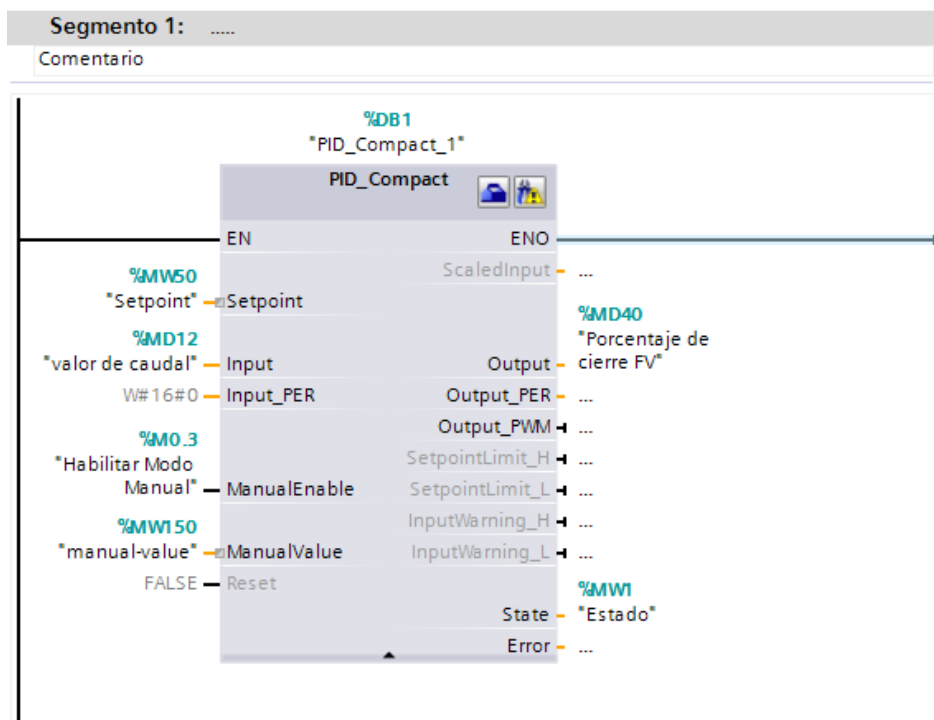 Segmento 1: .....
Comentario
%DB1
"PID_Compact_1"
PID_Compact
EN
ENO
ScaledInput
...
%MW50
"Setpoint"
Setpoint
%MD12
"valor de caudal"
Input
%MD40
"Porcentaje de
cierre FV"
Output
W#16#0
Input_PER
Output_PER
...
Output_PWM
...
%M0.3
"Habilitar Modo
Manual"
ManualEnable
SetpointLimit_H
...
SetpointLimit_L
...
InputWarning_H
...
%MW150
"manual-value"
ManualValue
InputWarning_L
...
FALSE
Reset
%MW1
"Estado"
State
Error
...